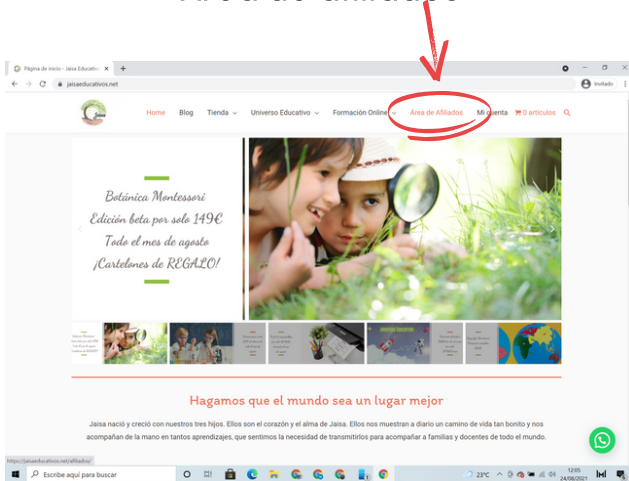 Página de inicio - Jaisa Educativ
jaisaeducativos.net
Invitado
Jaisa
Home Blog Tienda Universo Educativo Formación Online Área de Afiliados Mi cuenta 0 artículos
Botánica Montessori
Edición beta por solo 149€
Todo el mes de agosto
¡Cartelones de REGALO!
Hagamos que el mundo sea un lugar mejor
Jaisa nació y creció con nuestros tres hijos. Ellos son el corazón y el alma de Jaisa. Ellos nos muestran a diario un camino de vida tan bonito y nos
acompañan de la mano en tantos aprendizajes, que sentimos la necesidad de transmitirlos para acompañar a familias y docentes de todo el mundo.
https://jaisaeducativos.net/afiliados/
Escribe aquí para buscar
23°C
12:05
24/08/2021